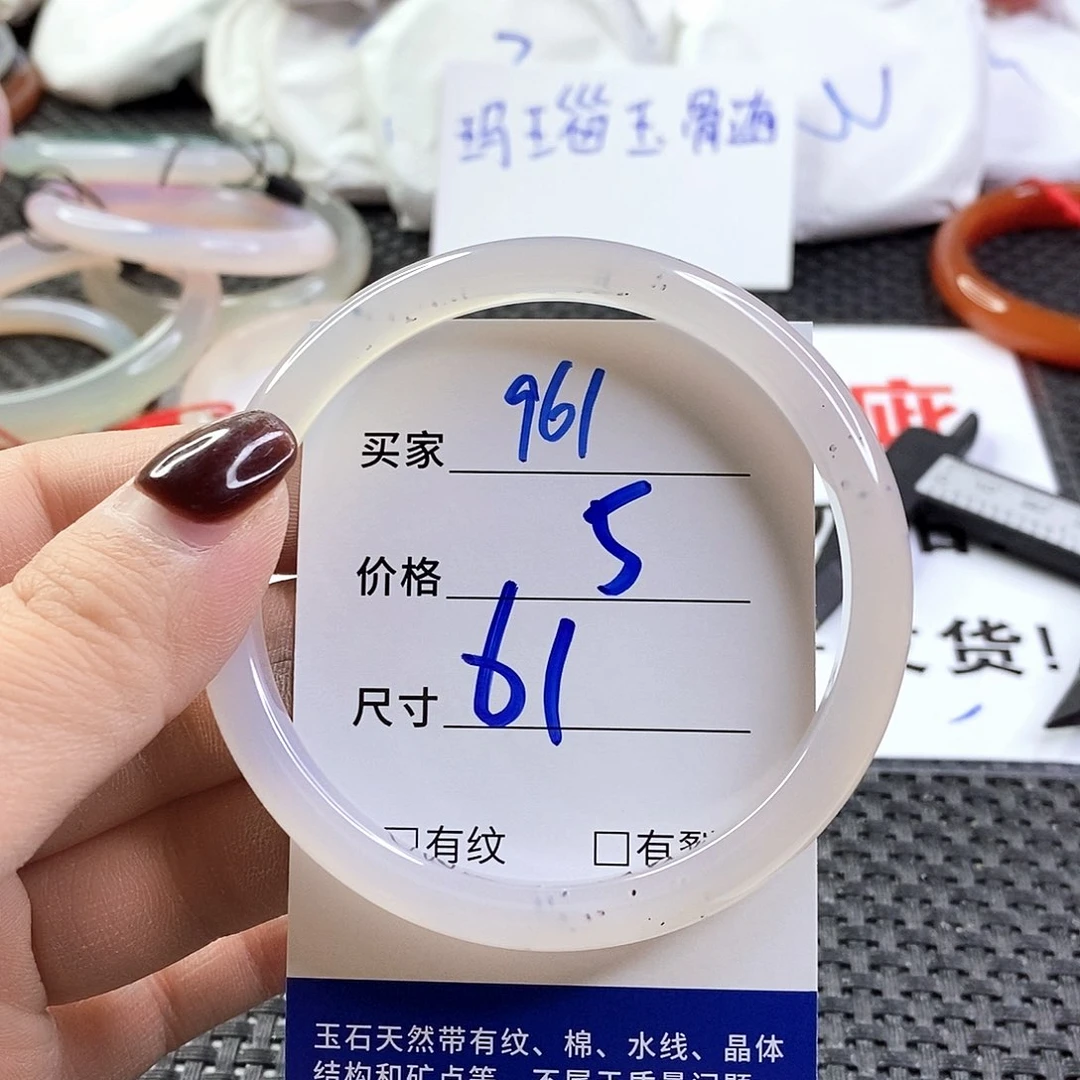 玛瑙玉骨随
买家 961
价格 5
尺寸 61
□有纹 □有裂
玉石天然带有纹、棉、水线、晶体
结构和矿点等，不属于质量问题
货！